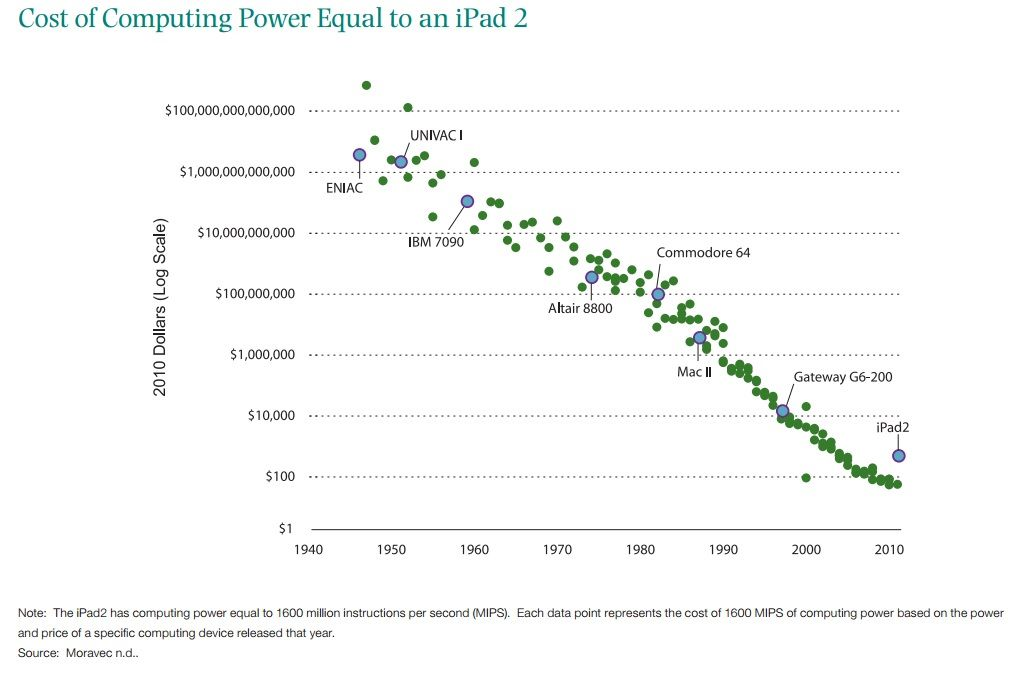 Cost of Computing Power Equal to an iPad 2
$100,000,000,000,000
UNIVAC I
$1,000,000,000,000
ENIAC
$10,000,000,000
IBM 7090
Commodore 64
$100,000,000
Altair 8800
$1,000,000
Mac II
Gateway G6-200
$10,000
iPad2
$100
$1
2010 Dollars (Log Scale)
1940 1950 1960 1970 1980 1990 2000 2010
Note: The iPad2 has computing power equal to 1600 million instructions per second (MIPS). Each data point represents the cost of 1600 MIPS of computing power based on the power
and price of a specific computing device released that year.
Source: Moravec n.d..